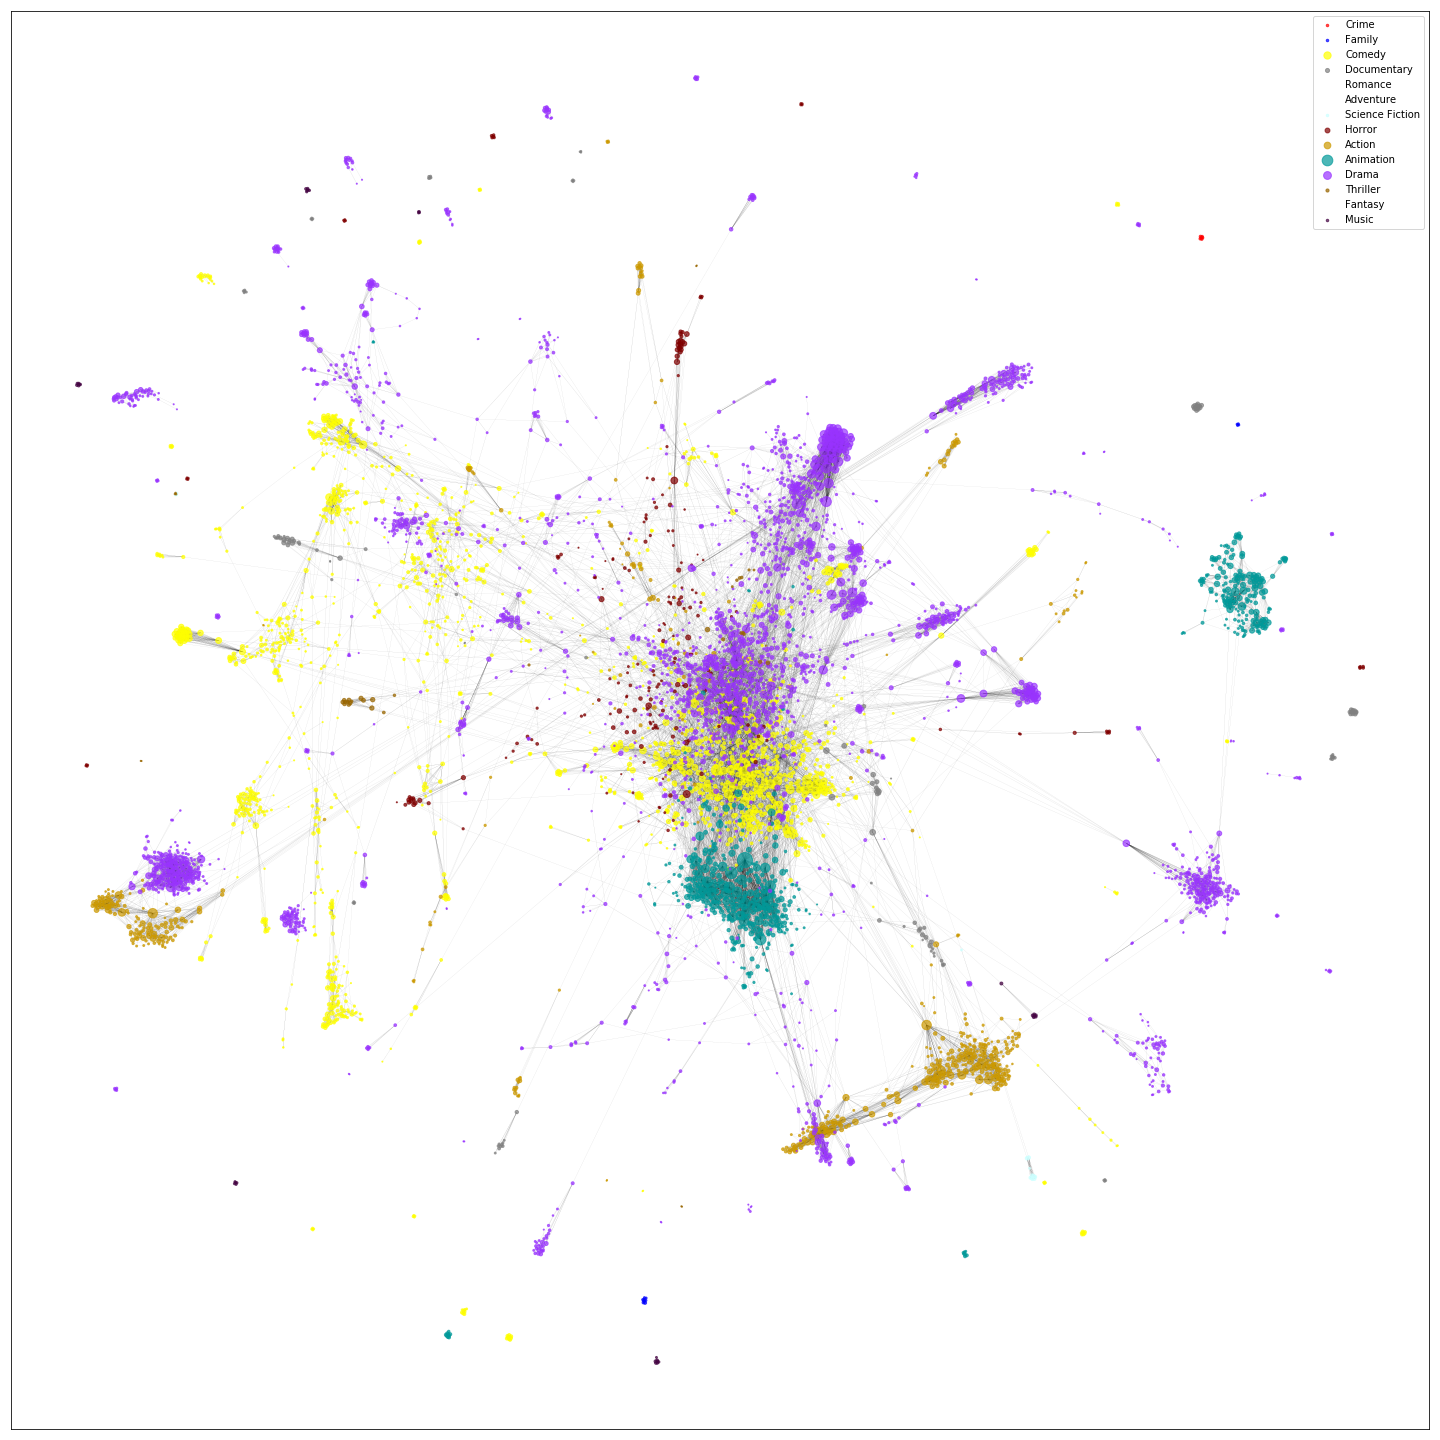 Crime
Family
Comedy
Documentary
Romance
Adventure
Science Fiction
Horror
Action
Animation
Drama
Thriller
Fantasy
Music